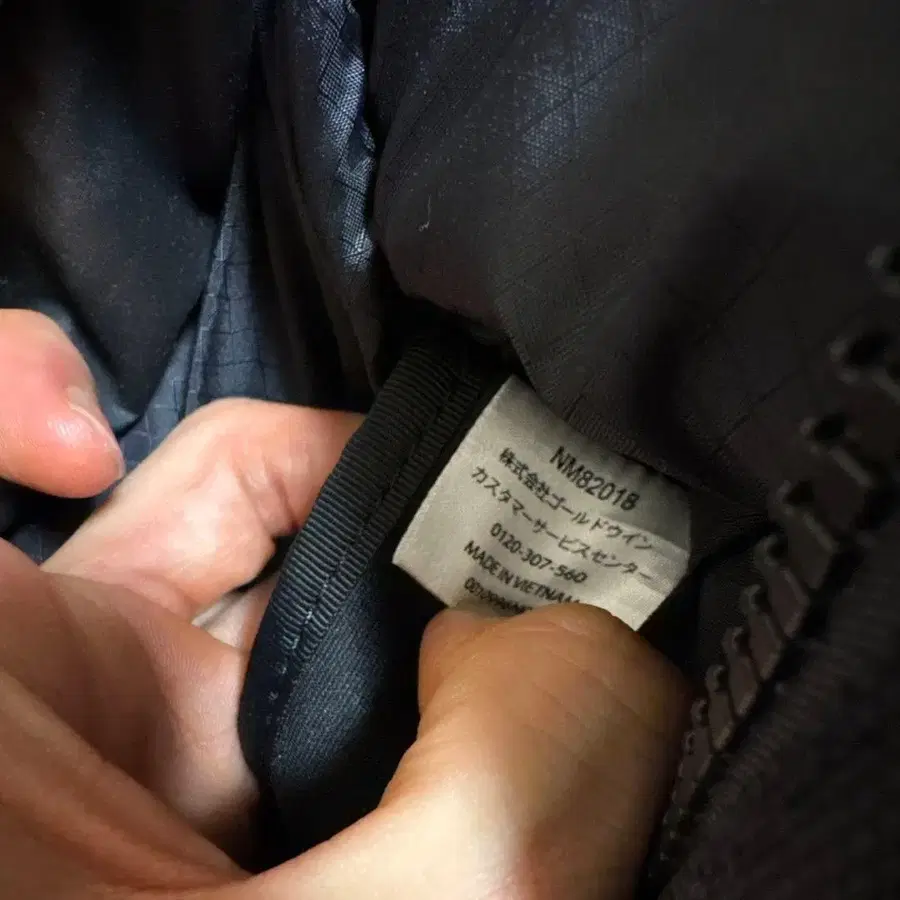 NM82018
株式会社ゴールドウイン
カスタマーサービスセンター
0120-307-560
MADE IN VIETNAM